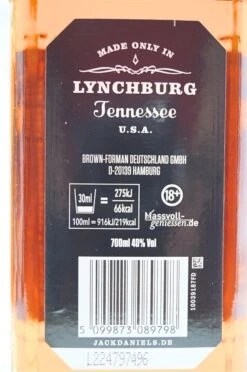 MADE ONLY IN
LYNCHBURG
Tennessee
U.S.A.
BROWN-FORMAN DEUTSCHLAND GMBH
D-20139 HAMBURG
30ml = 275kJ
66kcal
100ml = 916kJ/219kcal
18+
Massvoll-
geniessen.de
700ml 40% Vol
10039187FD
5 099873 089798
JACKDANIELS.DE
L224797496